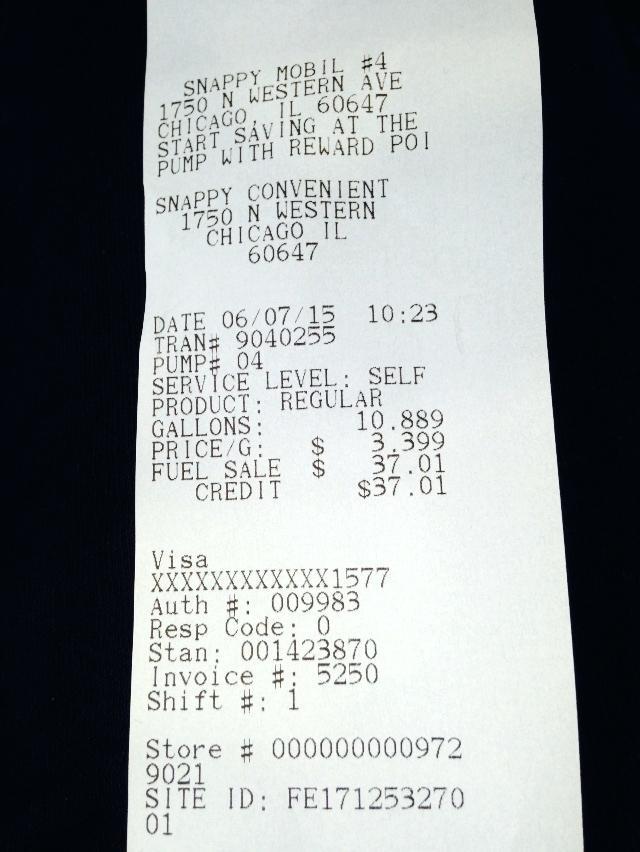 SNAPPY MOBIL #4
1750 N WESTERN AVE
CHICAGO, IL 60647
START SAVING AT THE
PUMP WITH REWARD POI
SNAPPY CONVENIENT
1750 N WESTERN
CHICAGO IL
60647
DATE 06/07/15 10:23
TRAN# 9040255
PUMP# 04
SERVICE LEVEL: SELF
PRODUCT: REGULAR
GALLONS: 10.889
PRICE/G: $ 3.399
FUEL SALE $ 37.01
CREDIT $37.01
Visa
XXXXXXXXXXXX1577
Auth #: 009983
Resp Code: 0
Stan: 001423870
Invoice #: 5250
Shift #: 1
Store # 000000000972
9021
SITE ID: FE171253270
01